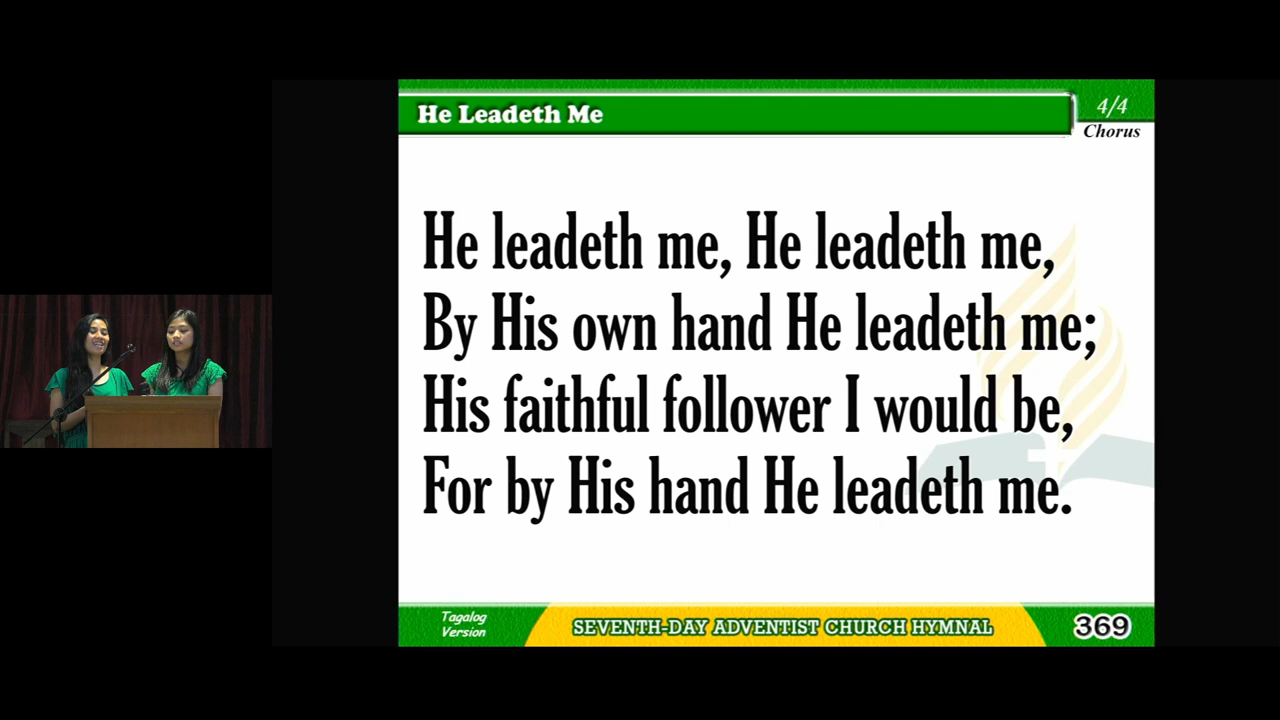 He Leadeth Me
4/4
Chorus
He leadeth me, He leadeth me,
By His own hand He leadeth me;
His faithful follower I would be,
For by His hand He leadeth me.
Tagalog
Version
SEVENTH-DAY ADVENTIST CHURCH HYMNAL
369